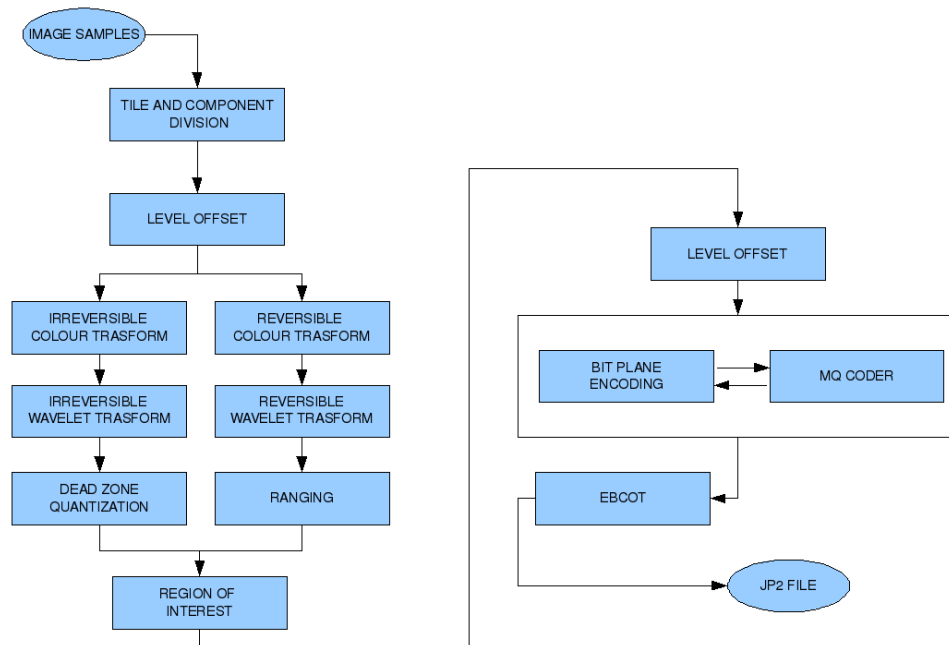 IMAGE SAMPLES
TILE AND COMPONENT
DIVISION
LEVEL OFFSET
IRREVERSIBLE
COLOUR TRASFORM
REVERSIBLE
COLOUR TRASFORM
IRREVERSIBLE
WAVELET TRASFORM
REVERSIBLE
WAVELET TRASFORM
DEAD ZONE
QUANTIZATION
RANGING
REGION OF
INTEREST
LEVEL OFFSET
BIT PLANE
ENCODING
MQ CODER
EBCOT
JP2 FILE